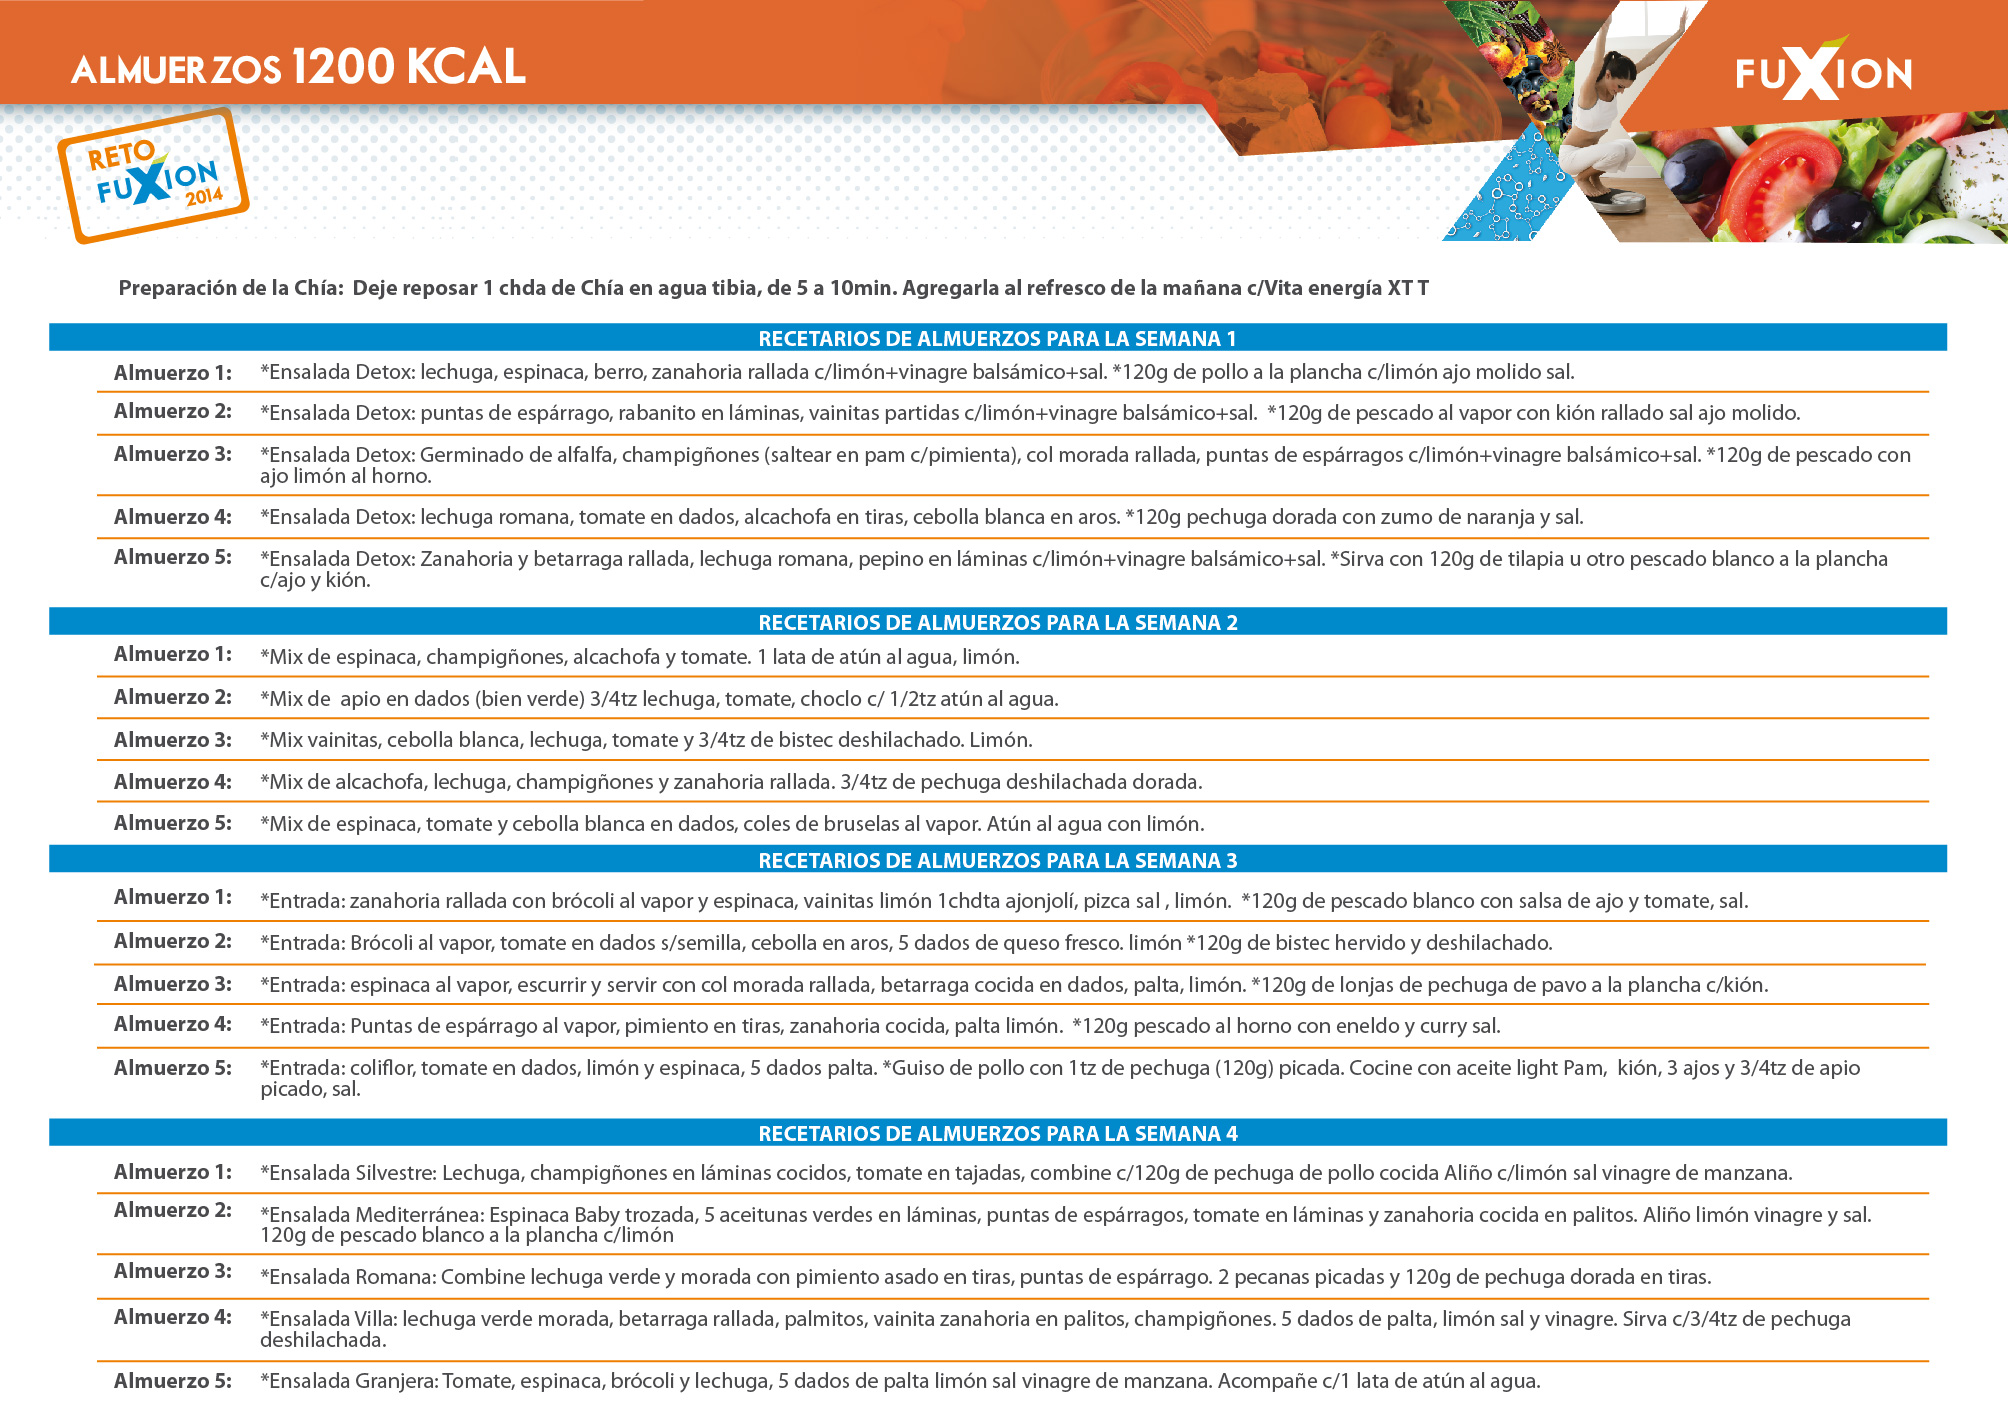 ALMUERZOS 1200 KCAL
FUXION
RETO
FUXION
2014
Preparación de la Chía:  Deje reposar 1 chda de Chía en agua tibia, de 5 a 10min. Agregarla al refresco de la mañana c/Vita energía XT T
RECETARIOS DE ALMUERZOS PARA LA SEMANA 1
Almuerzo 1: *Ensalada Detox: lechuga, espinaca, berro, zanahoria rallada c/limón+vinagre balsámico+sal. *120g de pollo a la plancha c/limón ajo molido sal.
Almuerzo 2: *Ensalada Detox: puntas de espárrago, rabanito en láminas, vainitas partidas c/limón+vinagre balsámico+sal.  *120g de pescado al vapor con kión rallado sal ajo molido.
Almuerzo 3: *Ensalada Detox: Germinado de alfalfa, champigñones (saltear en pam c/pimienta), col morada rallada, puntas de espárragos c/limón+vinagre balsámico+sal. *120g de pescado con
ajo limón al horno.
Almuerzo 4: *Ensalada Detox: lechuga romana, tomate en dados, alcachofa en tiras, cebolla blanca en aros. *120g pechuga dorada con zumo de naranja y sal.
Almuerzo 5: *Ensalada Detox: Zanahoria y betarraga rallada, lechuga romana, pepino en láminas c/limón+vinagre balsámico+sal. *Sirva con 120g de tilapia u otro pescado blanco a la plancha
c/ajo y kión.
RECETARIOS DE ALMUERZOS PARA LA SEMANA 2
Almuerzo 1: *Mix de espinaca, champigñones, alcachofa y tomate. 1 lata de atún al agua, limón.
Almuerzo 2: *Mix de  apio en dados (bien verde) 3/4tz lechuga, tomate, choclo c/ 1/2tz atún al agua.
Almuerzo 3: *Mix vainitas, cebolla blanca, lechuga, tomate y 3/4tz de bistec deshilachado. Limón.
Almuerzo 4: *Mix de alcachofa, lechuga, champigñones y zanahoria rallada. 3/4tz de pechuga deshilachada dorada.
Almuerzo 5: *Mix de espinaca, tomate y cebolla blanca en dados, coles de bruselas al vapor. Atún al agua con limón.
RECETARIOS DE ALMUERZOS PARA LA SEMANA 3
Almuerzo 1: *Entrada: zanahoria rallada con brócoli al vapor y espinaca, vainitas limón 1chdta ajonjolí, pizca sal , limón.  *120g de pescado blanco con salsa de ajo y tomate, sal.
Almuerzo 2: *Entrada: Brócoli al vapor, tomate en dados s/semilla, cebolla en aros, 5 dados de queso fresco. limón *120g de bistec hervido y deshilachado.
Almuerzo 3: *Entrada: espinaca al vapor, escurrir y servir con col morada rallada, betarraga cocida en dados, palta, limón. *120g de lonjas de pechuga de pavo a la plancha c/kión.
Almuerzo 4: *Entrada: Puntas de espárrago al vapor, pimiento en tiras, zanahoria cocida, palta limón.  *120g pescado al horno con eneldo y curry sal.
Almuerzo 5: *Entrada: coliflor, tomate en dados, limón y espinaca, 5 dados palta. *Guiso de pollo con 1tz de pechuga (120g) picada. Cocine con aceite light Pam,  kión, 3 ajos y 3/4tz de apio
picado, sal.
RECETARIOS DE ALMUERZOS PARA LA SEMANA 4
Almuerzo 1: *Ensalada Silvestre: Lechuga, champigñones en láminas cocidos, tomate en tajadas, combine c/120g de pechuga de pollo cocida Aliño c/limón sal vinagre de manzana.
Almuerzo 2: *Ensalada Mediterránea: Espinaca Baby trozada, 5 aceitunas verdes en láminas, puntas de espárragos, tomate en láminas y zanahoria cocida en palitos. Aliño limón vinagre y sal.
120g de pescado blanco a la plancha c/limón
Almuerzo 3: *Ensalada Romana: Combine lechuga verde y morada con pimiento asado en tiras, puntas de espárrago. 2 pecanas picadas y 120g de pechuga dorada en tiras.
Almuerzo 4: *Ensalada Villa: lechuga verde morada, betarraga rallada, palmitos, vainita zanahoria en palitos, champigñones. 5 dados de palta, limón sal y vinagre. Sirva c/3/4tz de pechuga
deshilachada.
Almuerzo 5: *Ensalada Granjera: Tomate, espinaca, brócoli y lechuga, 5 dados de palta limón sal vinagre de manzana. Acompañe c/1 lata de atún al agua.